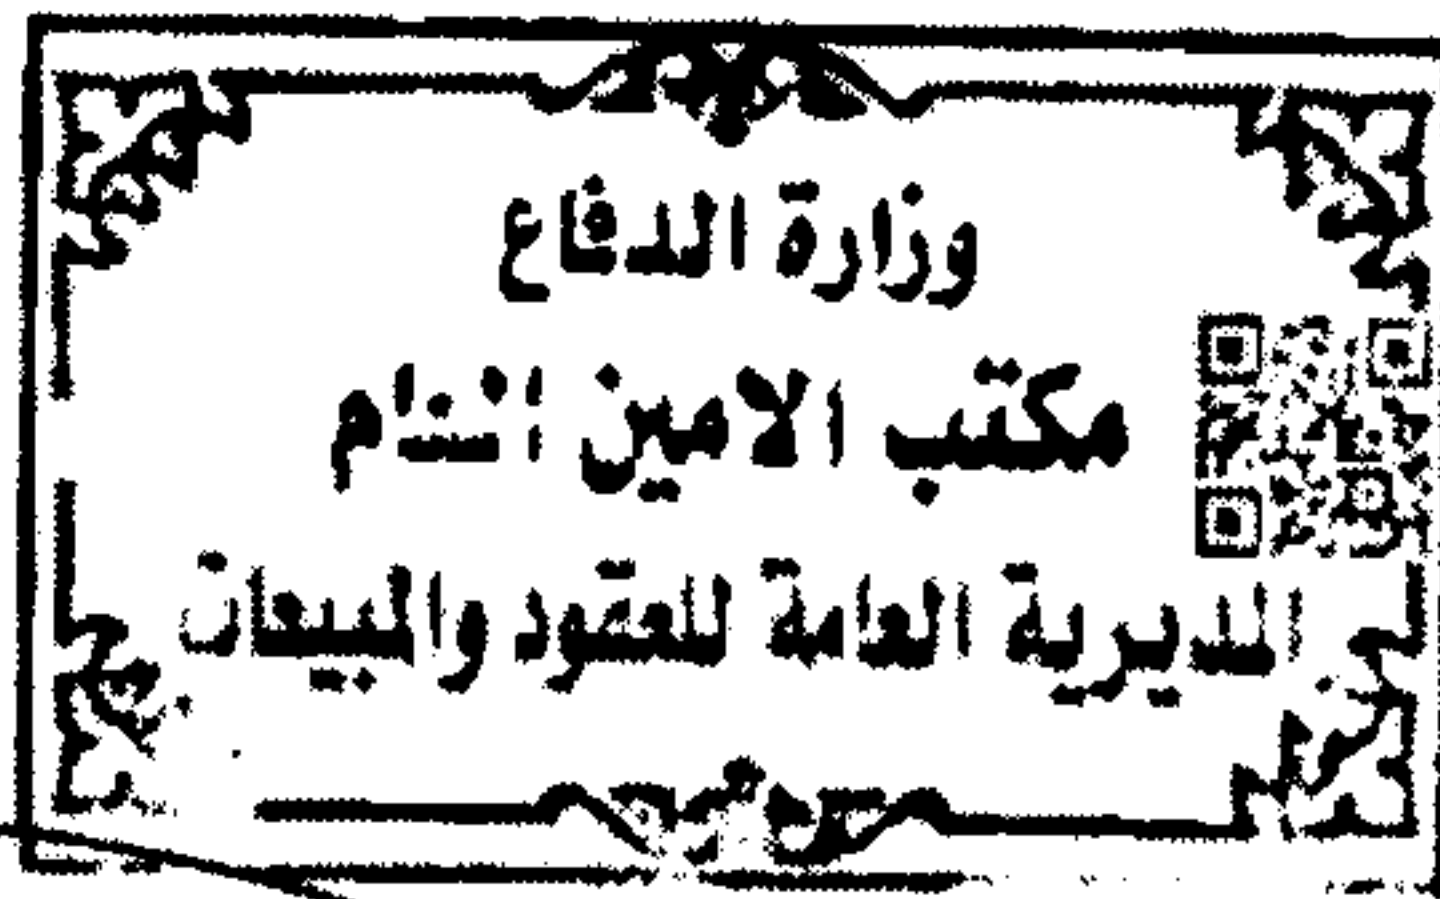 وزارة الدفاع
مكتب الامين العام
المديرية العامة للعقود والمبيعات